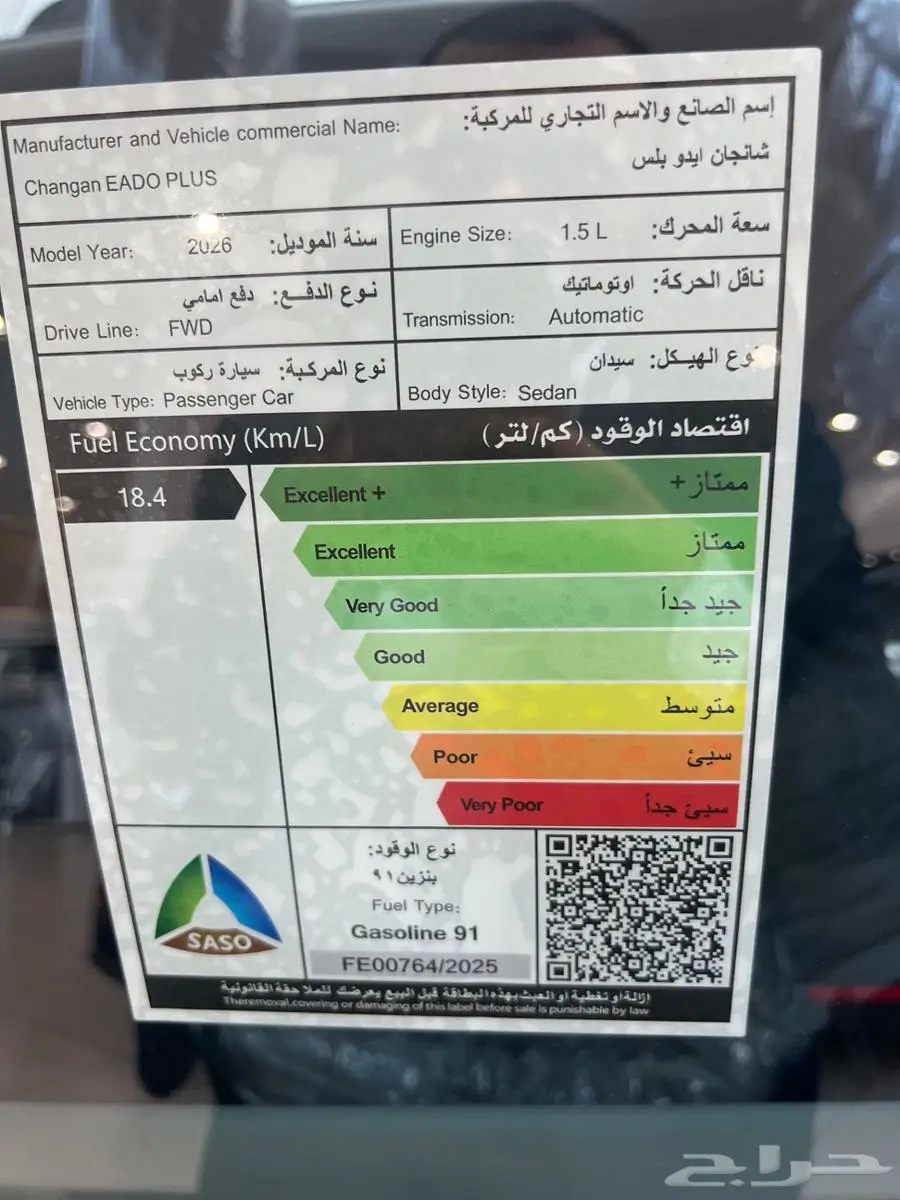 Manufacturer and Vehicle commercial Name: إسم الصانع والاسم التجاري للمركبة:
Changan EADO PLUS شانجان ايدو بلس
Model Year: 2026 سنة الموديل:
Engine Size: 1.5 L سعة المحرك:
نوع الدفع: دفع امامي
Drive Line: FWD
ناقل الحركة: اوتوماتيك
Transmission: Automatic
نوع المركبة: سيارة ركوب
Vehicle Type: Passenger Car
نوع الهيكل: سيدان
Body Style: Sedan
Fuel Economy (Km/L) اقتصاد الوقود (كم/لتر)
18.4
Excellent + ممتاز +
Excellent ممتاز
Very Good جيد جداً
Good جيد
Average متوسط
Poor سيئ
Very Poor سيئ جداً
SASO
نوع الوقود:
بنزين ٩١
Fuel Type:
Gasoline 91
FE00764/2025
إزالة أو تغطية أو العبث بهذه البطاقة قبل البيع يعرضك للملاحقة القانونية
Theremoval,covering or damaging of this label before sale is punishable by law
حراج